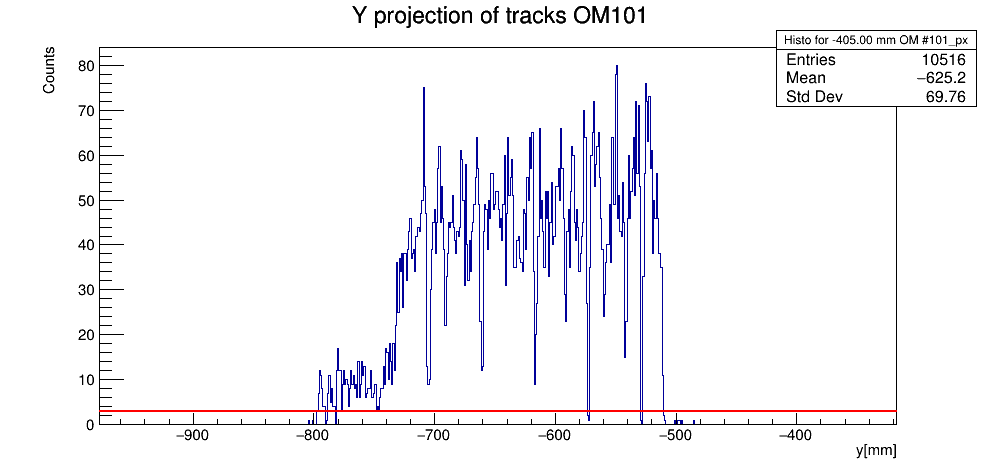 Y projection of tracks OM101
Histo for -405.00 mm OM #101_px
Entries 10516
Mean −625.2
Std Dev 69.76
Counts
80
70
60
50
40
30
20
10
0
−900 −800 −700 −600 −500 −400
y[mm]